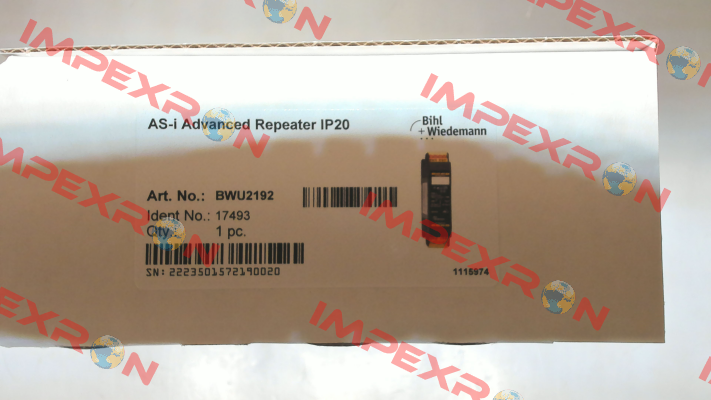 AS-i Advanced Repeater IP20
Bihl
+ Wiedemann
Art. No.: BWU2192
Ident No.: 17493
Qty.: 1 pc.
SN: 2223501572190020
1115974
IMPEXRON
IMPEXRON
IMPEXRON
IMPEXRON
IMPEXRON
IMPEXRON